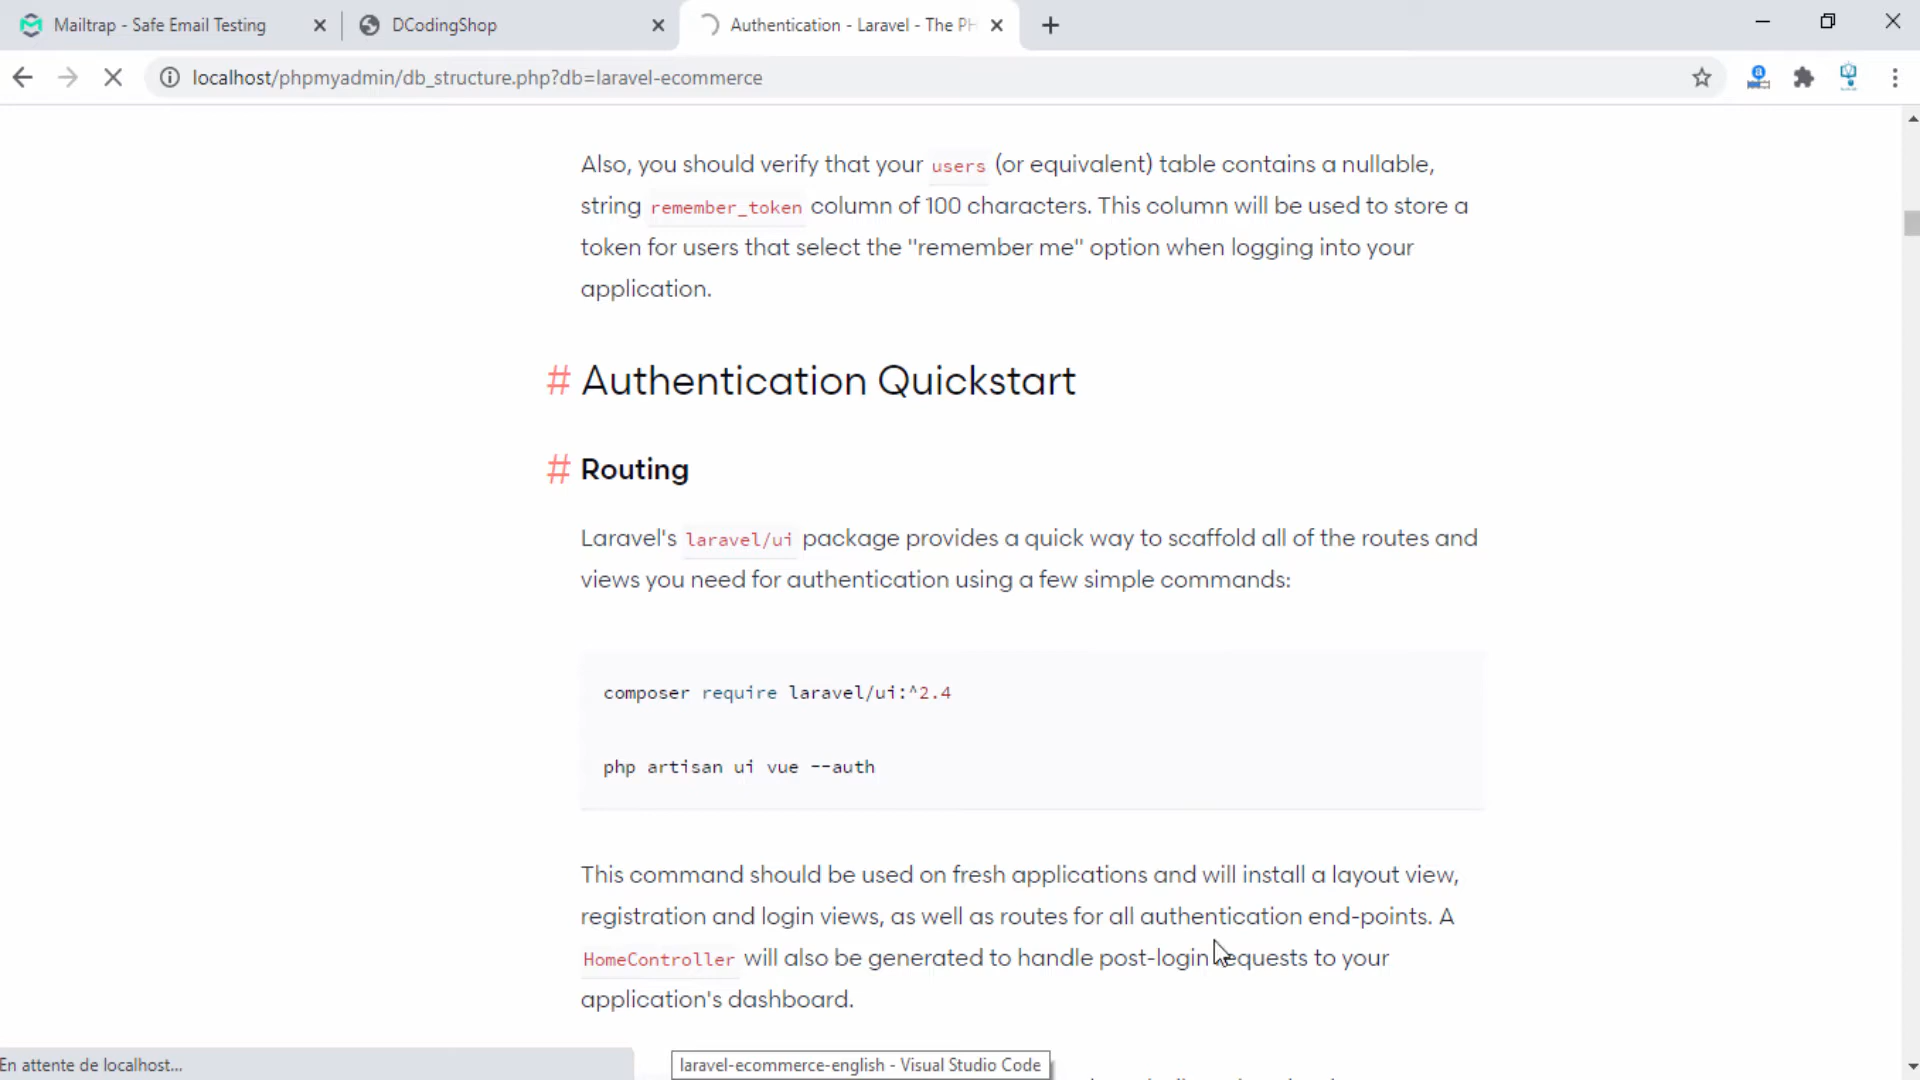 Mailtrap - Safe Email Testing
DCodingShop
Authentication - Laravel - The PH
localhost/phpmyadmin/db_structure.php?db=laravel-ecommerce
Also, you should verify that your users (or equivalent) table contains a nullable,
string remember_token column of 100 characters. This column will be used to store a
token for users that select the "remember me" option when logging into your
application.
# Authentication Quickstart
# Routing
Laravel's laravel/ui package provides a quick way to scaffold all of the routes and
views you need for authentication using a few simple commands:
composer require laravel/ui:^2.4
php artisan ui vue --auth
This command should be used on fresh applications and will install a layout view,
registration and login views, as well as routes for all authentication end-points. A
HomeController will also be generated to handle post-login requests to your
application's dashboard.
En attente de localhost...
laravel-ecommerce-english - Visual Studio Code